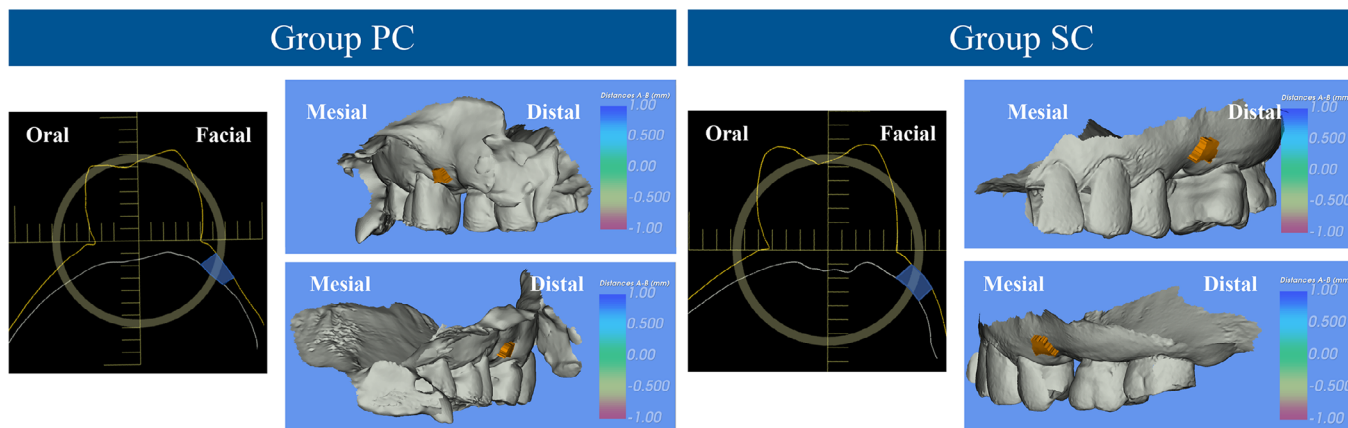 Group PC
Group SC
Oral
Facial
Mesial
Distal
Distances A-B (mm)
1.00
0.500
0.00
-0.500
-1.00
Mesial
Distal
Distances A-B (mm)
1.00
0.500
0.00
-0.500
-1.00
Oral
Facial
Mesial
Distal
Distances A-B (mm)
1.00
0.500
0.00
-0.500
-1.00
Mesial
Distal
Distances A-B (mm)
1.00
0.500
0.00
-0.500
-1.00